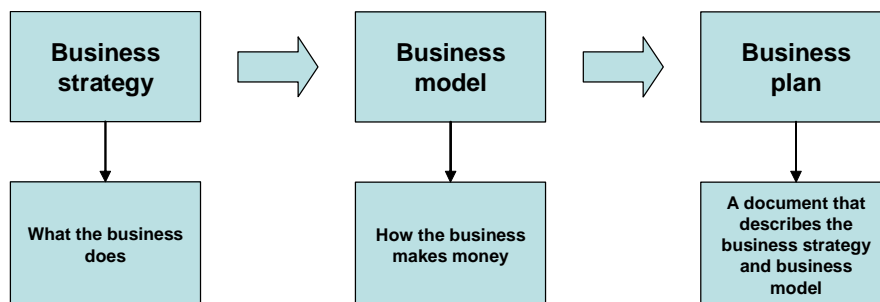 Business
strategy
Business
model
Business
plan
What the business
does
How the business
makes money
A document that
describes the
business strategy
and business
model